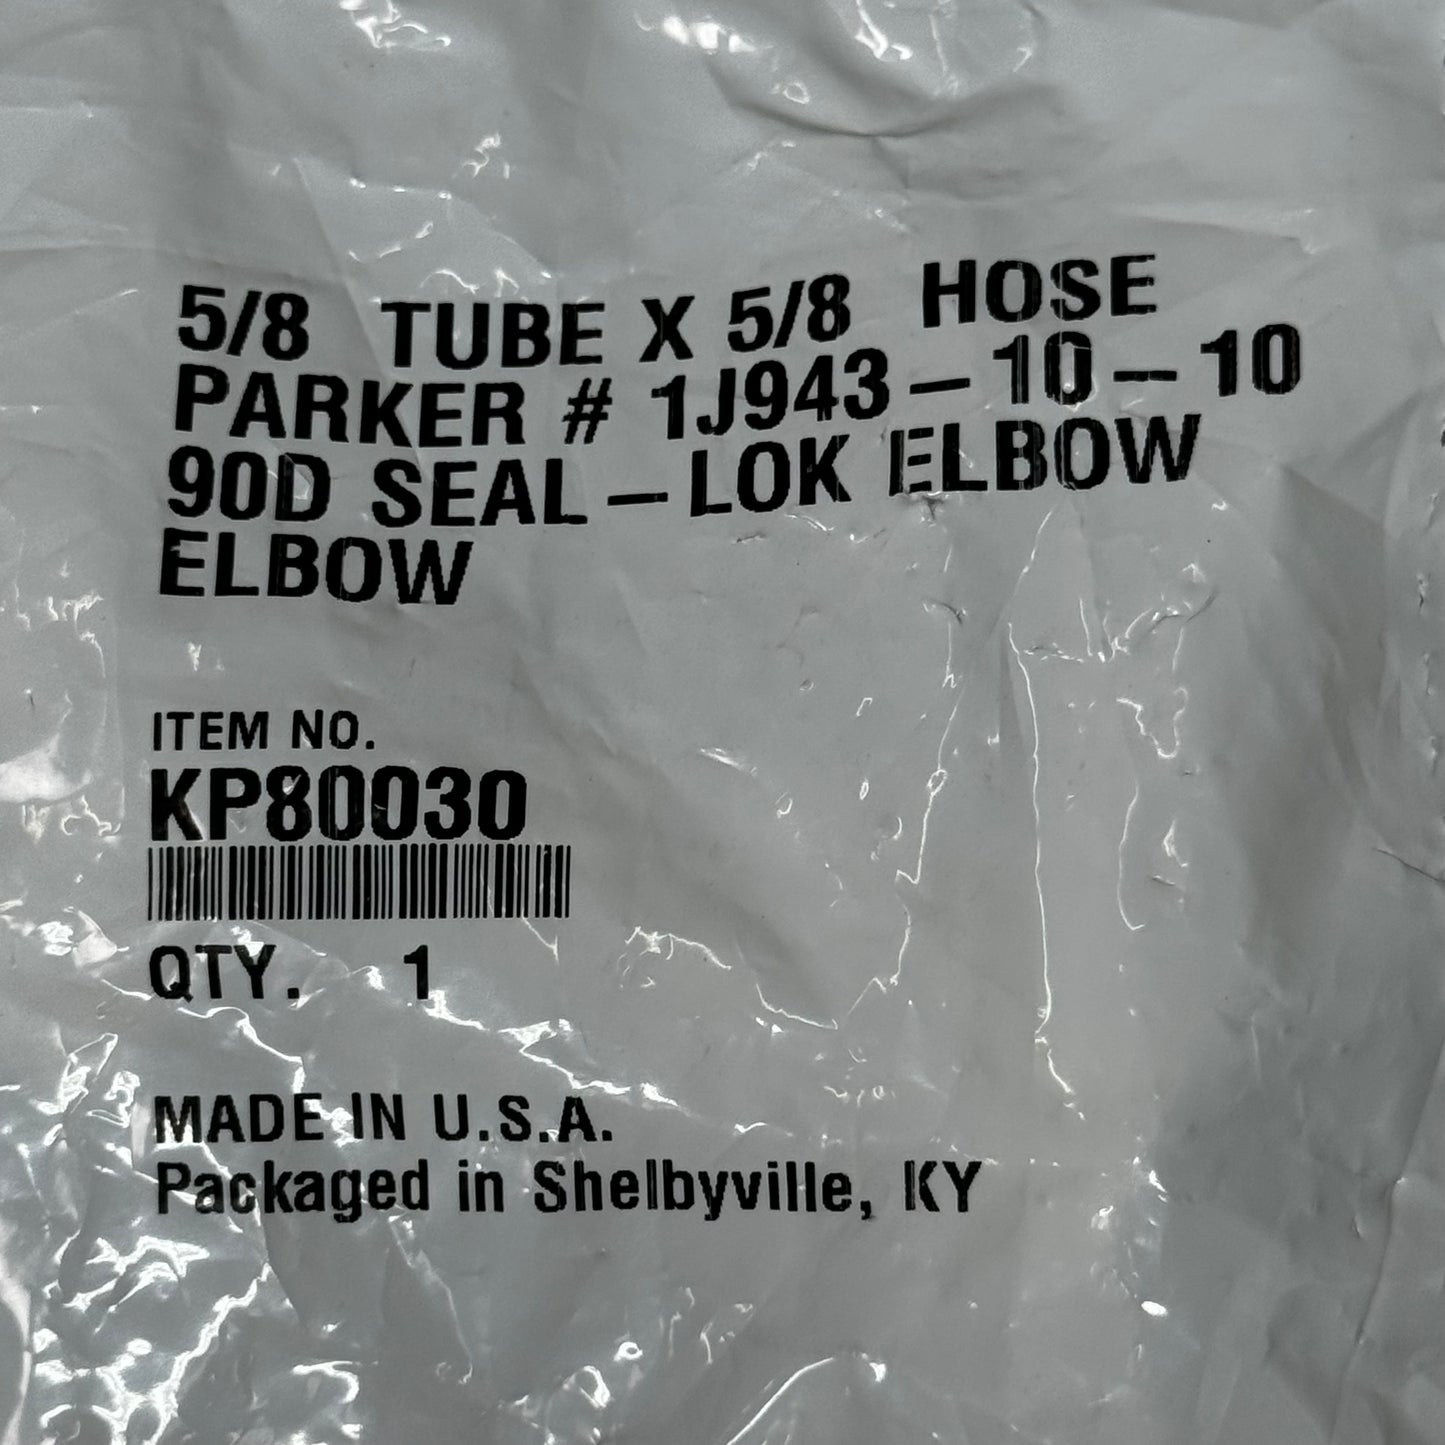 5/8 TUBE X 5/8 HOSE
PARKER # 1J943-10-10
90D SEAL-LOK ELBOW
ELBOW
ITEM NO.
KP80030
QTY. 1
MADE IN U.S.A.
Packaged in Shelbyville, KY